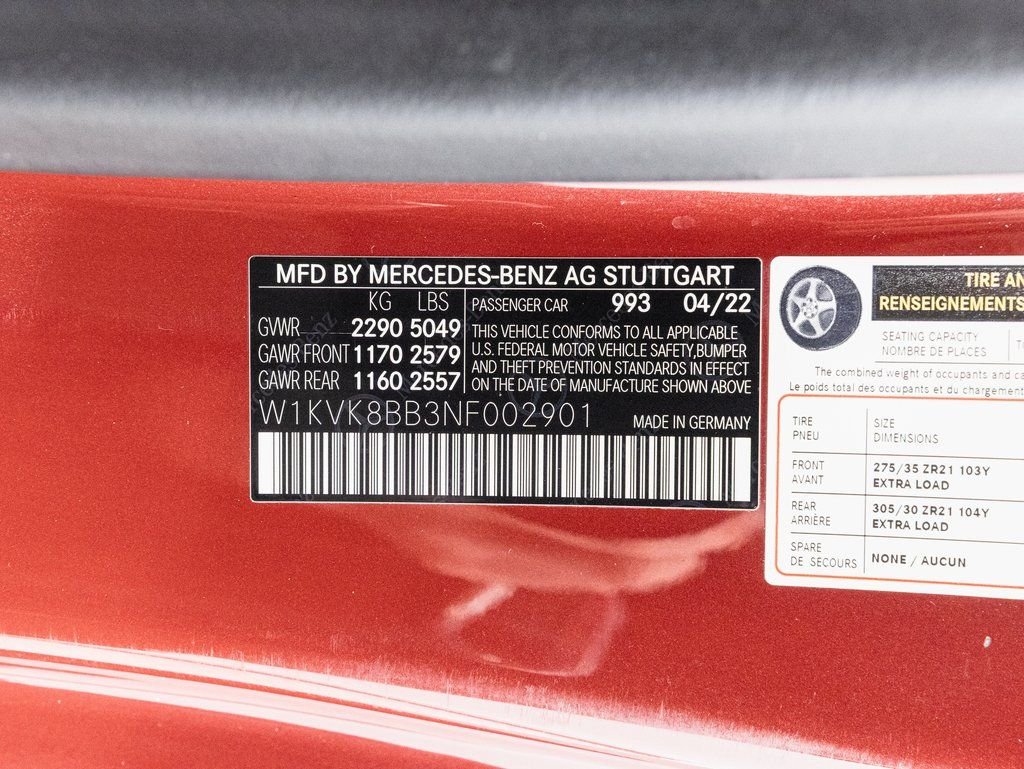 MFD BY MERCEDES-BENZ AG STUTTGART
KG LBS
GVWR 2290 5049
GAWR FRONT 1170 2579
GAWR REAR 1160 2557
PASSENGER CAR 993 04/22
THIS VEHICLE CONFORMS TO ALL APPLICABLE
U.S. FEDERAL MOTOR VEHICLE SAFETY,BUMPER
AND THEFT PREVENTION STANDARDS IN EFFECT
ON THE DATE OF MANUFACTURE SHOWN ABOVE
W1KVK8BB3NF002901 MADE IN GERMANY
TIRE
RENSEIGNEMENTS
SEATING CAPACITY
NOMBRE DE PLACES
The combined weight of occupants and
Le poids total des occupants et du
TIRE SIZE
PNEU DIMENSIONS
FRONT 275/35 ZR21 103Y
AVANT EXTRA LOAD
REAR 305/30 ZR21 104Y
ARRIÈRE EXTRA LOAD
SPARE NONE / AUCUN
DE SECOURS